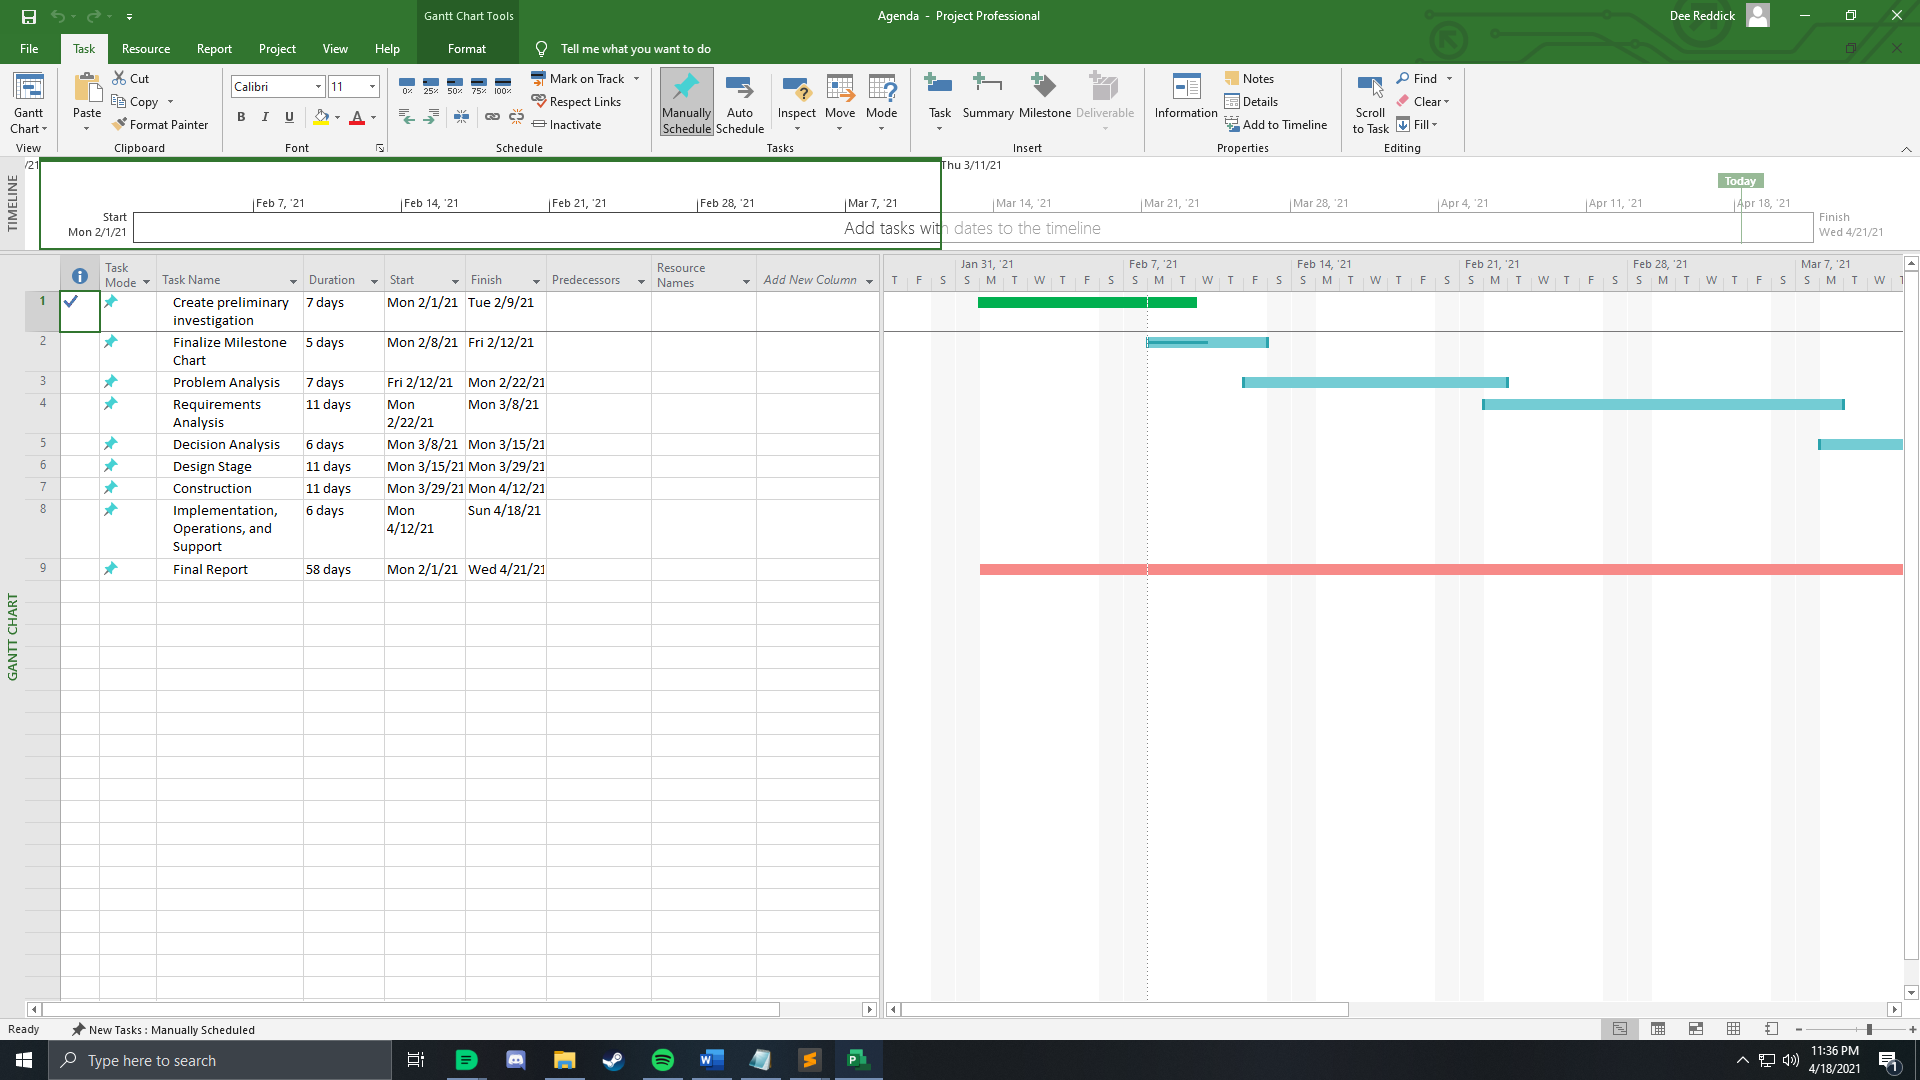 Gantt Chart Tools
Agenda - Project Professional
Dee Reddick
File Task Resource Report Project View Help Format Tell me what you want to do
Gantt Chart
View
Paste
Cut
Copy
Format Painter
Clipboard
Calibri 11
B I U A
Font
0% 25% 50% 75% 100%
Mark on Track
Respect Links
Inactivate
Schedule
Manually Schedule
Auto Schedule
Inspect
Move
Mode
Tasks
Task
Summary
Milestone
Deliverable
Insert
Information
Notes
Details
Add to Timeline
Properties
Scroll to Task
Find
Clear
Fill
Editing
TIMELINE
/21
Thu 3/11/21
Today
Feb 7, '21 Feb 14, '21 Feb 21, '21 Feb 28, '21 Mar 7, '21 Mar 14, '21 Mar 21, '21 Mar 28, '21 Apr 4, '21 Apr 11, '21 Apr 18, '21
Start
Mon 2/1/21
Add tasks with dates to the timeline
Finish
Wed 4/21/21
GANTT CHART
Task Mode Task Name Duration Start Finish Predecessors Resource Names Add New Column
Jan 31, '21 Feb 7, '21 Feb 14, '21 Feb 21, '21 Feb 28, '21 Mar 7, '21
T F S S M T W T F S S M T W T F S S M T W T F S S M T W T F S S M T W T F S S M T W T
1 Create preliminary investigation 7 days Mon 2/1/21 Tue 2/9/21
2 Finalize Milestone Chart 5 days Mon 2/8/21 Fri 2/12/21
3 Problem Analysis 7 days Fri 2/12/21 Mon 2/22/21
4 Requirements Analysis 11 days Mon 2/22/21 Mon 3/8/21
5 Decision Analysis 6 days Mon 3/8/21 Mon 3/15/21
6 Design Stage 11 days Mon 3/15/21 Mon 3/29/21
7 Construction 11 days Mon 3/29/21 Mon 4/12/21
8 Implementation, Operations, and Support 6 days Mon 4/12/21 Sun 4/18/21
9 Final Report 58 days Mon 2/1/21 Wed 4/21/21
Ready New Tasks : Manually Scheduled
Type here to search
11:36 PM
4/18/2021
1